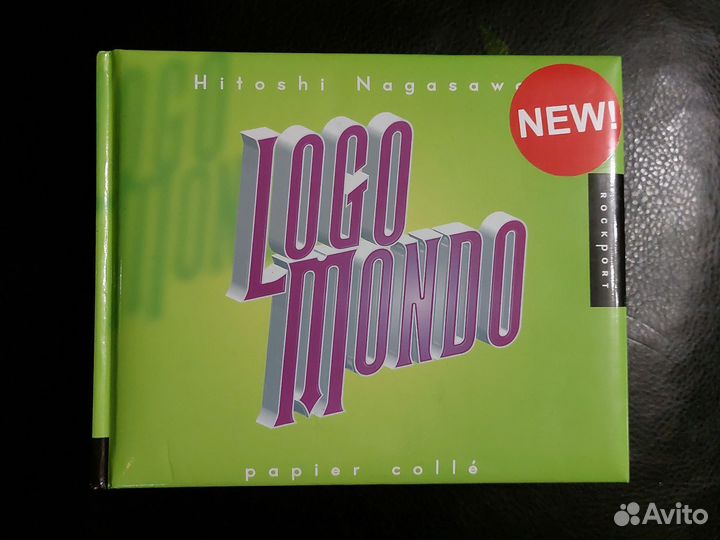 Hitoshi Nagasawa
NEW!
LOGO
MONDO
ROCKPORT
papier collé
Avito